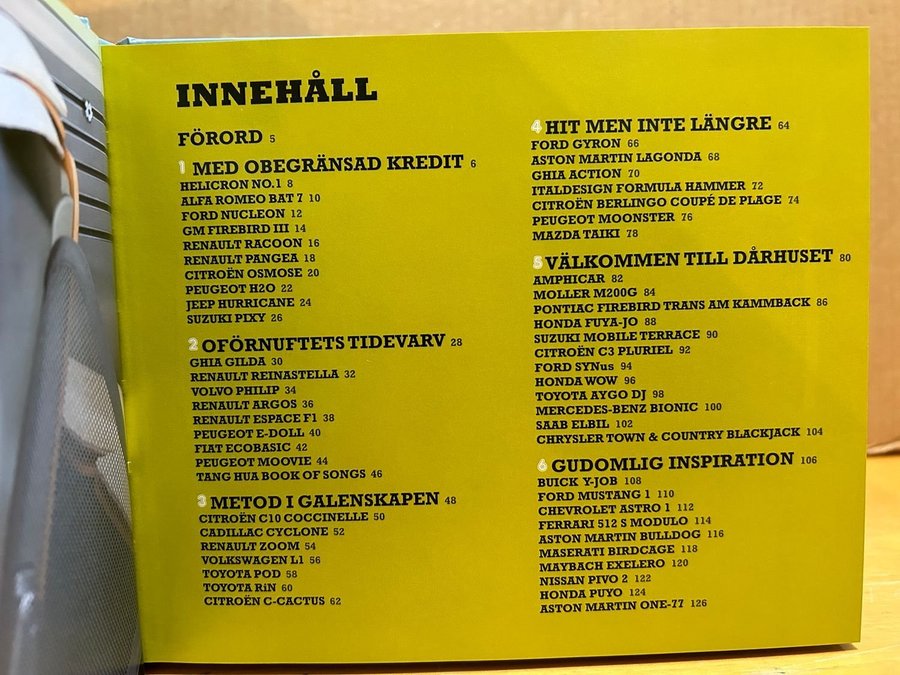 INNEHÅLL
FÖRORD 5
1 MED OBEGRÄNSAD KREDIT 6
HELICRON NO.1 8
ALFA ROMEO BAT 7 10
FORD NUCLEON 12
GM FIREBIRD III 14
RENAULT RACOON 16
RENAULT PANGEA 18
CITROËN OSMOSE 20
PEUGEOT H2O 22
JEEP HURRICANE 24
SUZUKI PIXY 26
2 OFÖRNUFTETS TIDEVARV 28
GHIA GILDA 30
RENAULT REINASTELLA 32
VOLVO PHILIP 34
RENAULT ARGOS 36
RENAULT ESPACE F1 38
PEUGEOT E-DOLL 40
FIAT ECOBASIC 42
PEUGEOT MOOVIE 44
TANG HUA BOOK OF SONGS 46
3 METOD I GALENSKAPEN 48
CITROËN C10 COCCINELLE 50
CADILLAC CYCLONE 52
RENAULT ZOOM 54
VOLKSWAGEN L1 56
TOYOTA POD 58
TOYOTA RiN 60
CITROËN C-CACTUS 62
4 HIT MEN INTE LÄNGRE 64
FORD GYRON 66
ASTON MARTIN LAGONDA 68
GHIA ACTION 70
ITALDESIGN FORMULA HAMMER 72
CITROËN BERLINGO COUPÉ DE PLAGE 74
PEUGEOT MOONSTER 76
MAZDA TAIKI 78
5 VÄLKOMMEN TILL DÅRHUSET 80
AMPHICAR 82
MOLLER M200G 84
PONTIAC FIREBIRD TRANS AM KAMMBACK 86
HONDA FUYA-JO 88
SUZUKI MOBILE TERRACE 90
CITROËN C3 PLURIEL 92
FORD SYNus 94
HONDA WOW 96
TOYOTA AYGO DJ 98
MERCEDES-BENZ BIONIC 100
SAAB ELBIL 102
CHRYSLER TOWN & COUNTRY BLACKJACK 104
6 GUDOMLIG INSPIRATION 106
BUICK Y-JOB 108
FORD MUSTANG 1 110
CHEVROLET ASTRO 1 112
FERRARI 512 S MODULO 114
ASTON MARTIN BULLDOG 116
MASERATI BIRDCAGE 118
MAYBACH EXELERO 120
NISSAN PIVO 2 122
HONDA PUYO 124
ASTON MARTIN ONE-77 126